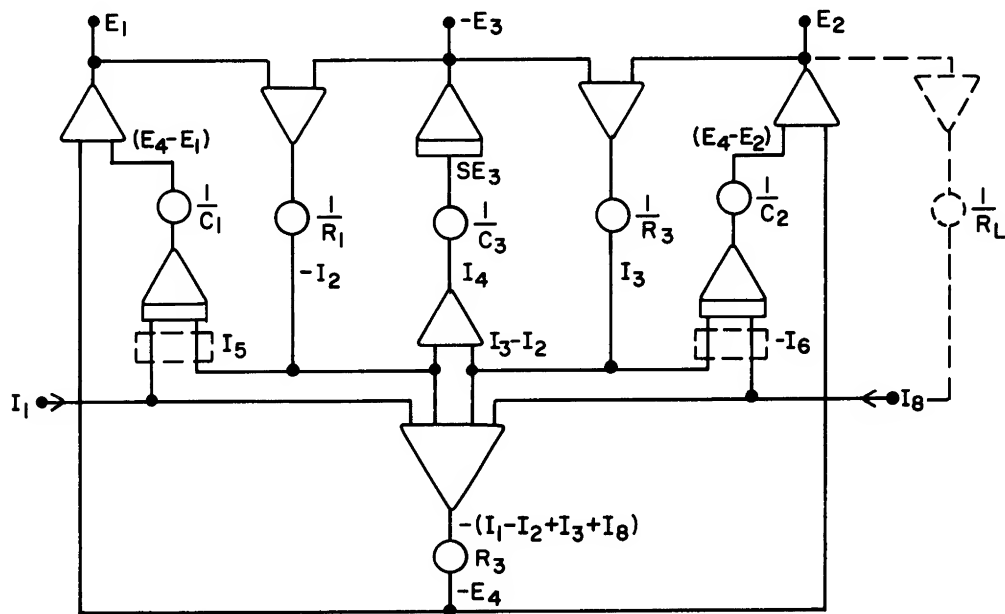 E₁
-E₃
E₂
(E₄-E₁)
(E₄-E₂)
SE₃
1/C₁
1/R₁
1/C₃
1/R₃
1/C₂
1/R_L
-I₂
I₄
I₃
I₅
I₃-I₂
-I₆
I₁
I₈
-(I₁-I₂+I₃+I₈)
R₃
-E₄